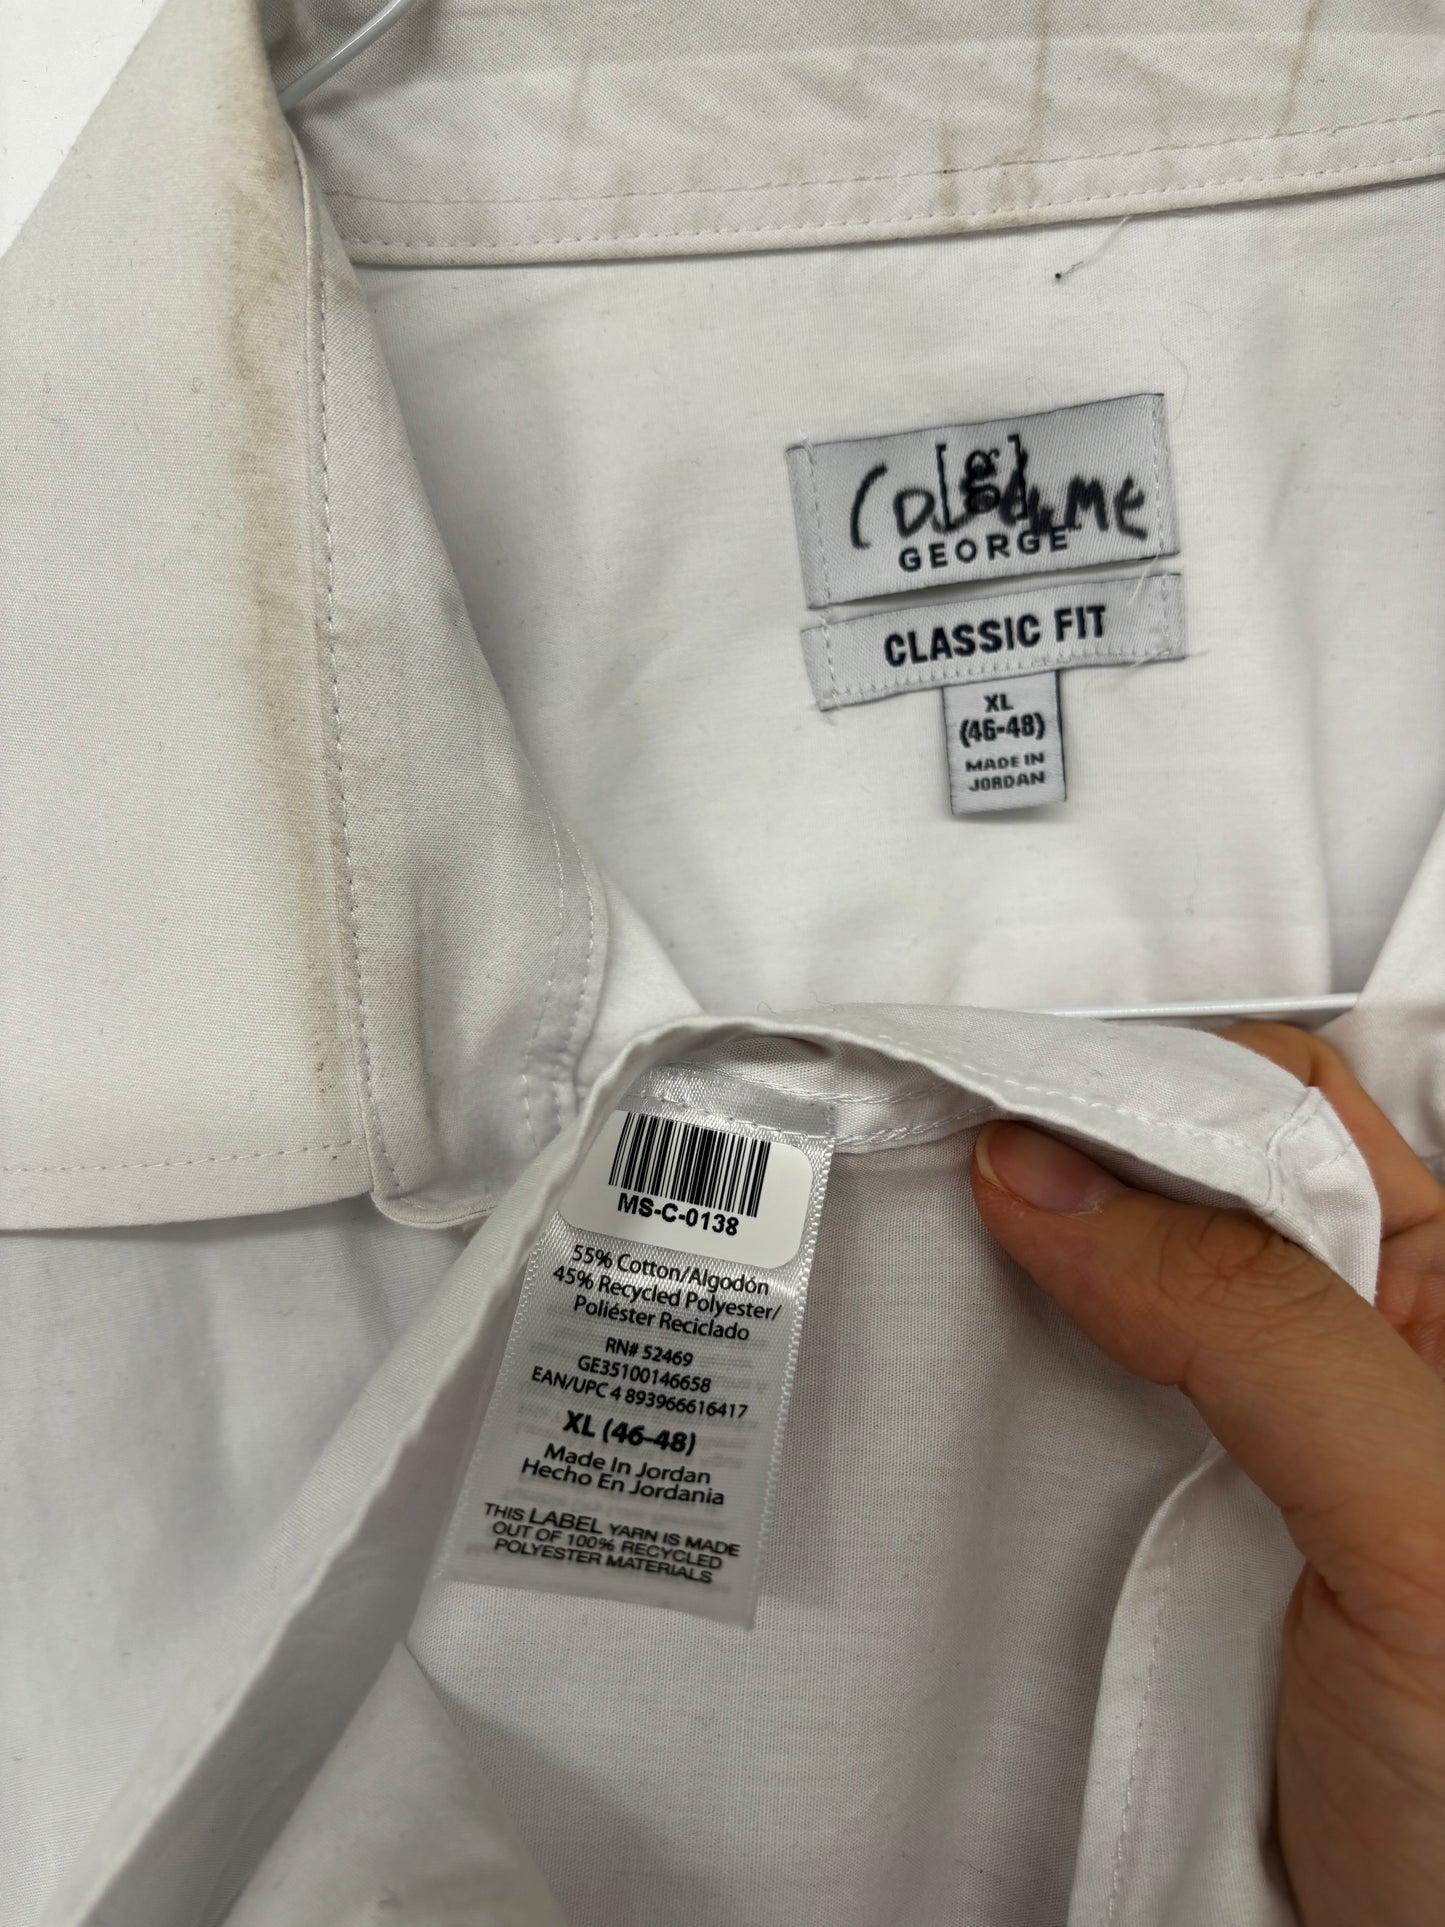 [g]
GEORGE
CLASSIC FIT
XL
(46-48)
MADE IN
JORDAN
MS-C-0138
55% Cotton/Algodón
45% Recycled Polyester/
Poliéster Reciclado
RN# 52469
GE35100146658
EAN/UPC 4 893966616417
XL (46-48)
Made In Jordan
Hecho En Jordania
THIS LABEL YARN IS MADE
OUT OF 100% RECYCLED
POLYESTER MATERIALS